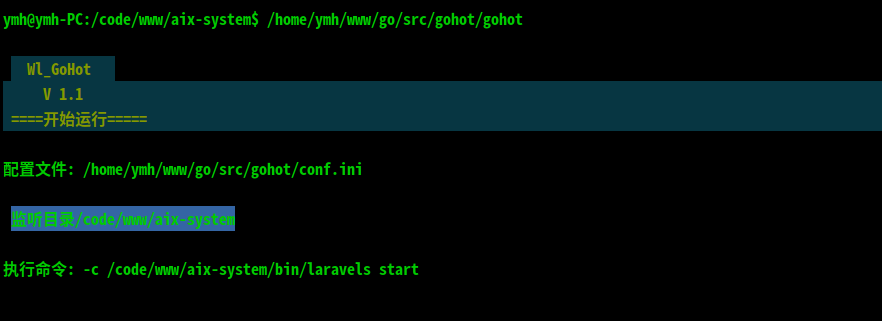 ymh@ymh-PC:/code/www/aix-system$ /home/ymh/www/go/src/gohot/gohot
Wl_GoHot
V 1.1
====开始运行=====
配置文件: /home/ymh/www/go/src/gohot/conf.ini
监听目录/code/www/aix-system
执行命令: -c /code/www/aix-system/bin/laravels start